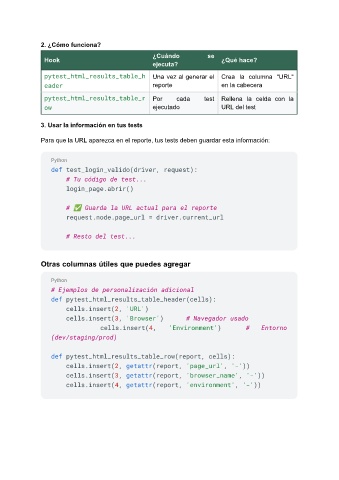 2. ¿Cómo funciona?
Hook
¿Cuándo se
ejecuta?
¿Qué hace?
pytest_html_results_table_h
eader
Una vez al generar el
reporte
Crea la columna "URL"
en la cabecera
pytest_html_results_table_r
ow
Por cada test
ejecutado
Rellena la celda con la
URL del test
3. Usar la información en tus tests
Para que la URL aparezca en el reporte, tus tests deben guardar esta información:
Python
def test_login_valido(driver, request):
# Tu código de test...
login_page.abrir()
# ✅ Guarda la URL actual para el reporte
request.node.page_url = driver.current_url
# Resto del test...
Otras columnas útiles que puedes agregar
Python
# Ejemplos de personalización adicional
def pytest_html_results_table_header(cells):
cells.insert(2, 'URL')
cells.insert(3, 'Browser') # Navegador usado
cells.insert(4, 'Environment') # Entorno
(dev/staging/prod)
def pytest_html_results_table_row(report, cells):
cells.insert(2, getattr(report, 'page_url', '-'))
cells.insert(3, getattr(report, 'browser_name', '-'))
cells.insert(4, getattr(report, 'environment', '-'))